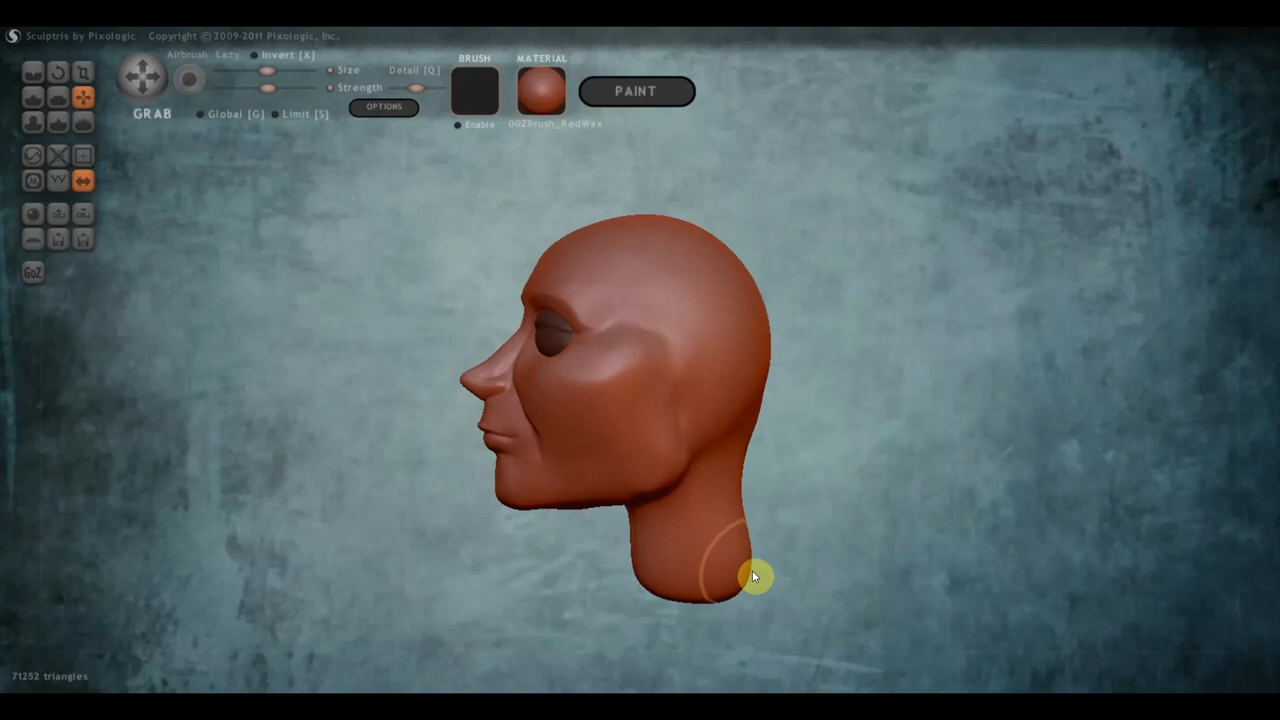 Sculptris by Pixologic Copyright © 2009-2011 Pixologic, Inc.
Airbrush Lazy Invert [X]
Size Detail [Q]
Strength
OPTIONS
GRAB Global [G] Limit [S]
BRUSH
Enable
MATERIAL
00ZBrush_RedWax
PAINT
GoZ
71252 triangles